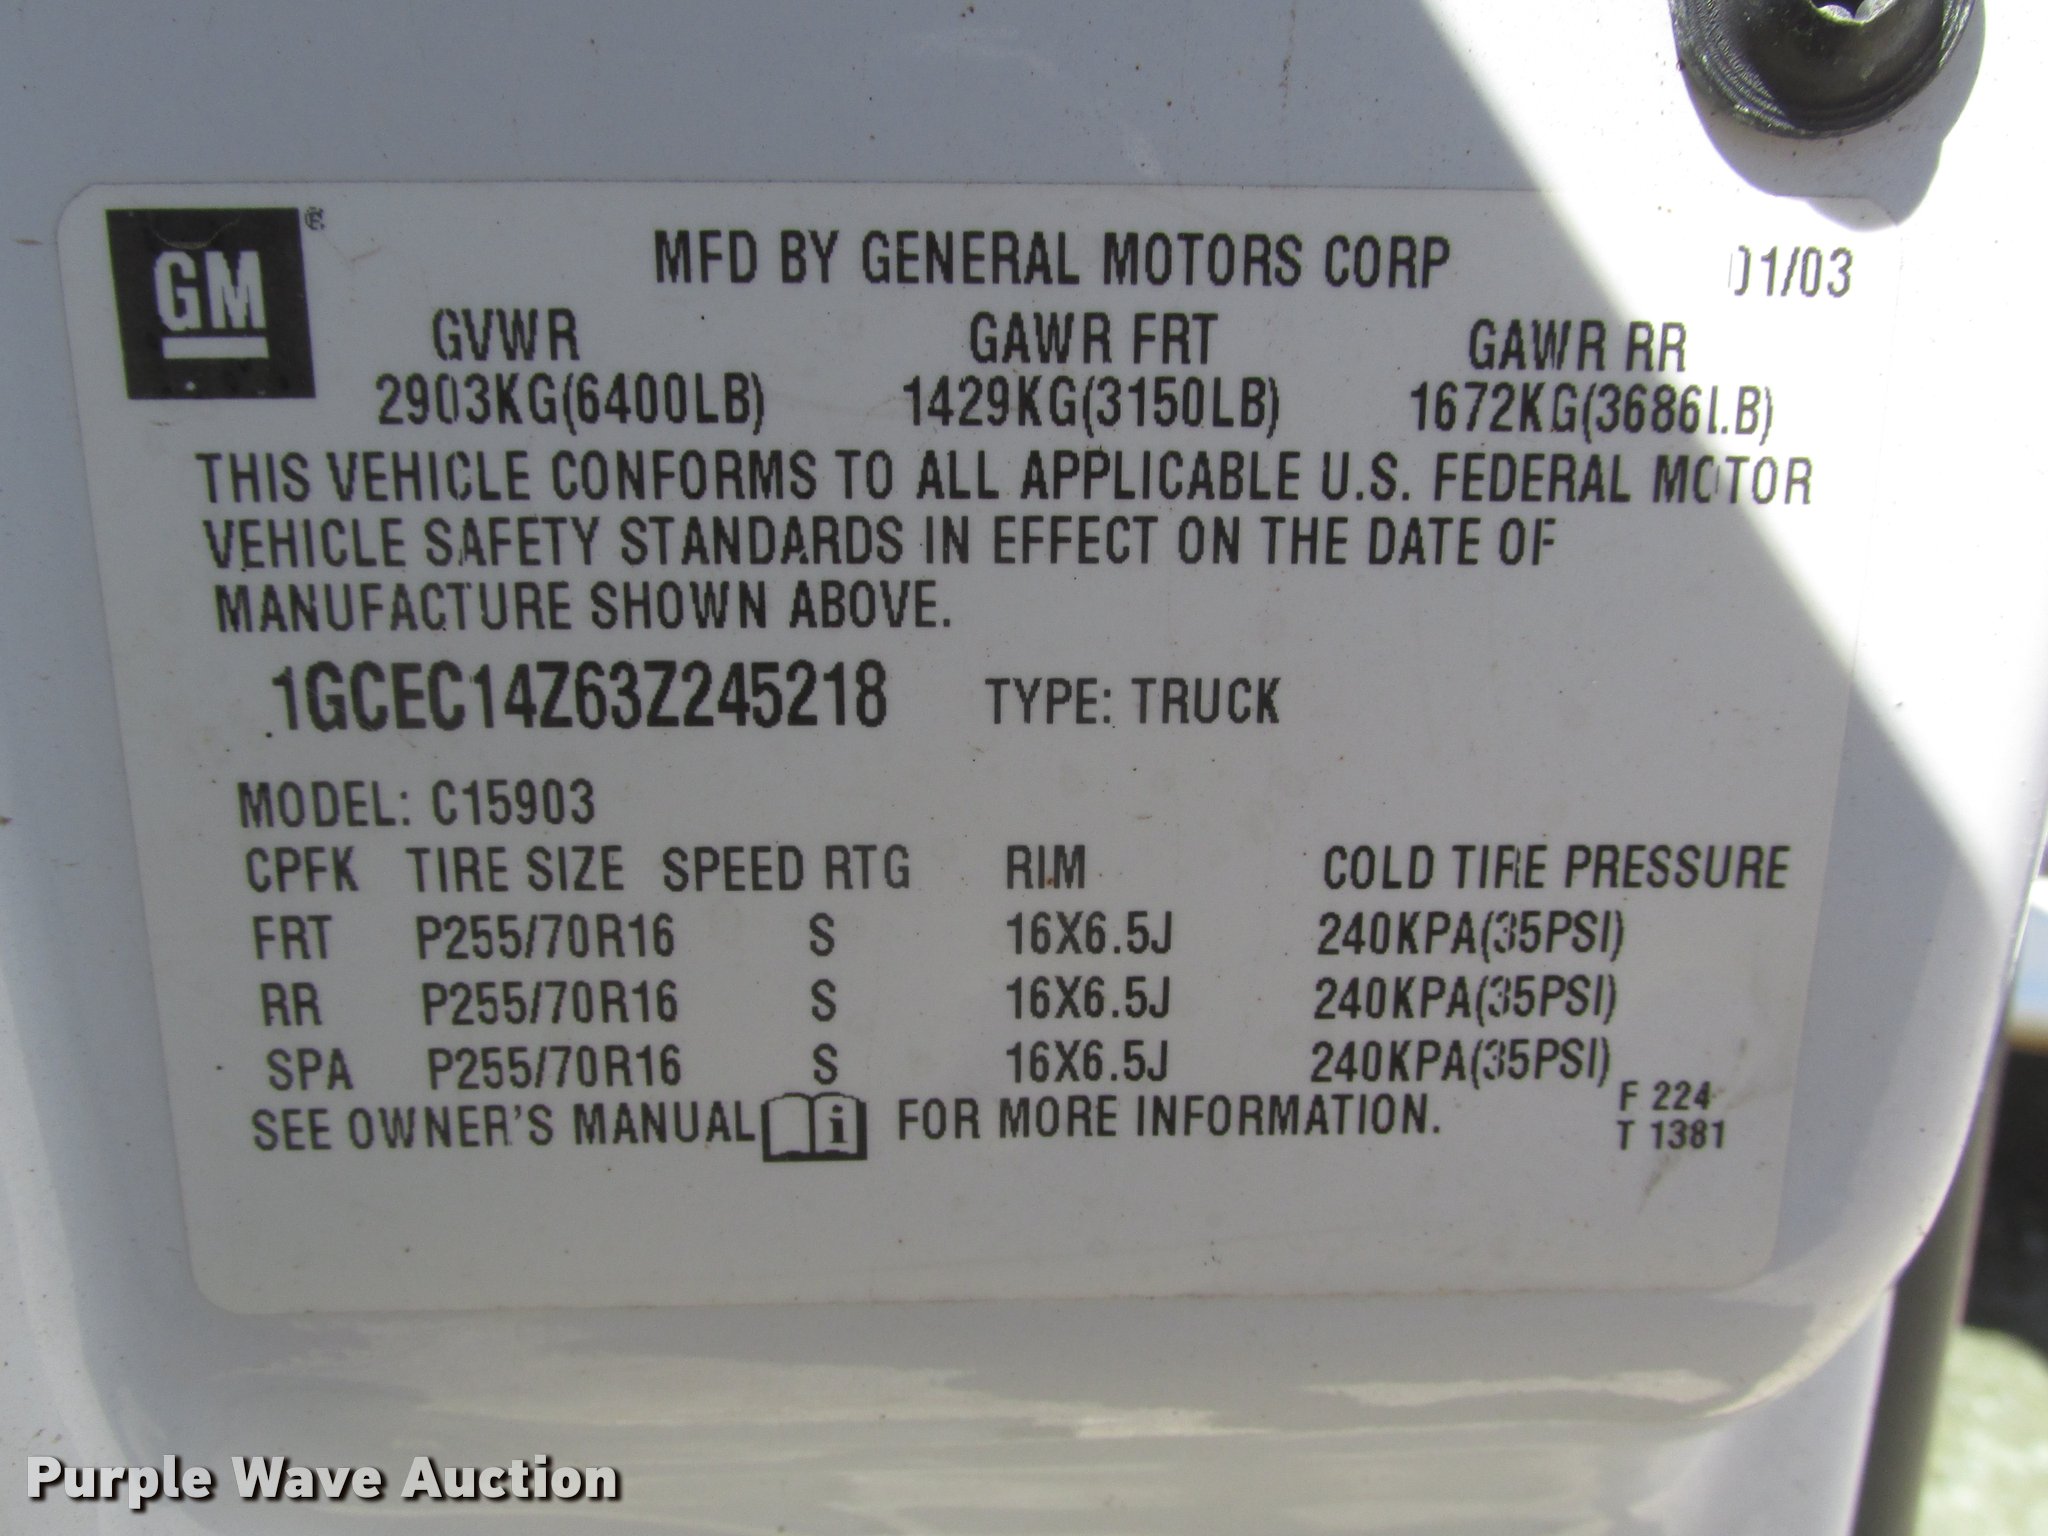 GM ®
MFD BY GENERAL MOTORS CORP 01/03
GVWR GAWR FRT GAWR RR
2903KG(6400LB) 1429KG(3150LB) 1672KG(3686LB)
THIS VEHICLE CONFORMS TO ALL APPLICABLE U.S. FEDERAL MOTOR
VEHICLE SAFETY STANDARDS IN EFFECT ON THE DATE OF
MANUFACTURE SHOWN ABOVE.
1GCEC14Z63Z245218 TYPE: TRUCK
MODEL: C15903
CPFK TIRE SIZE SPEED RTG RIM COLD TIRE PRESSURE
FRT P255/70R16 S 16X6.5J 240KPA(35PSI)
RR P255/70R16 S 16X6.5J 240KPA(35PSI)
SPA P255/70R16 S 16X6.5J 240KPA(35PSI)
SEE OWNER'S MANUAL i FOR MORE INFORMATION.
F 224
T 1381
Purple Wave Auction